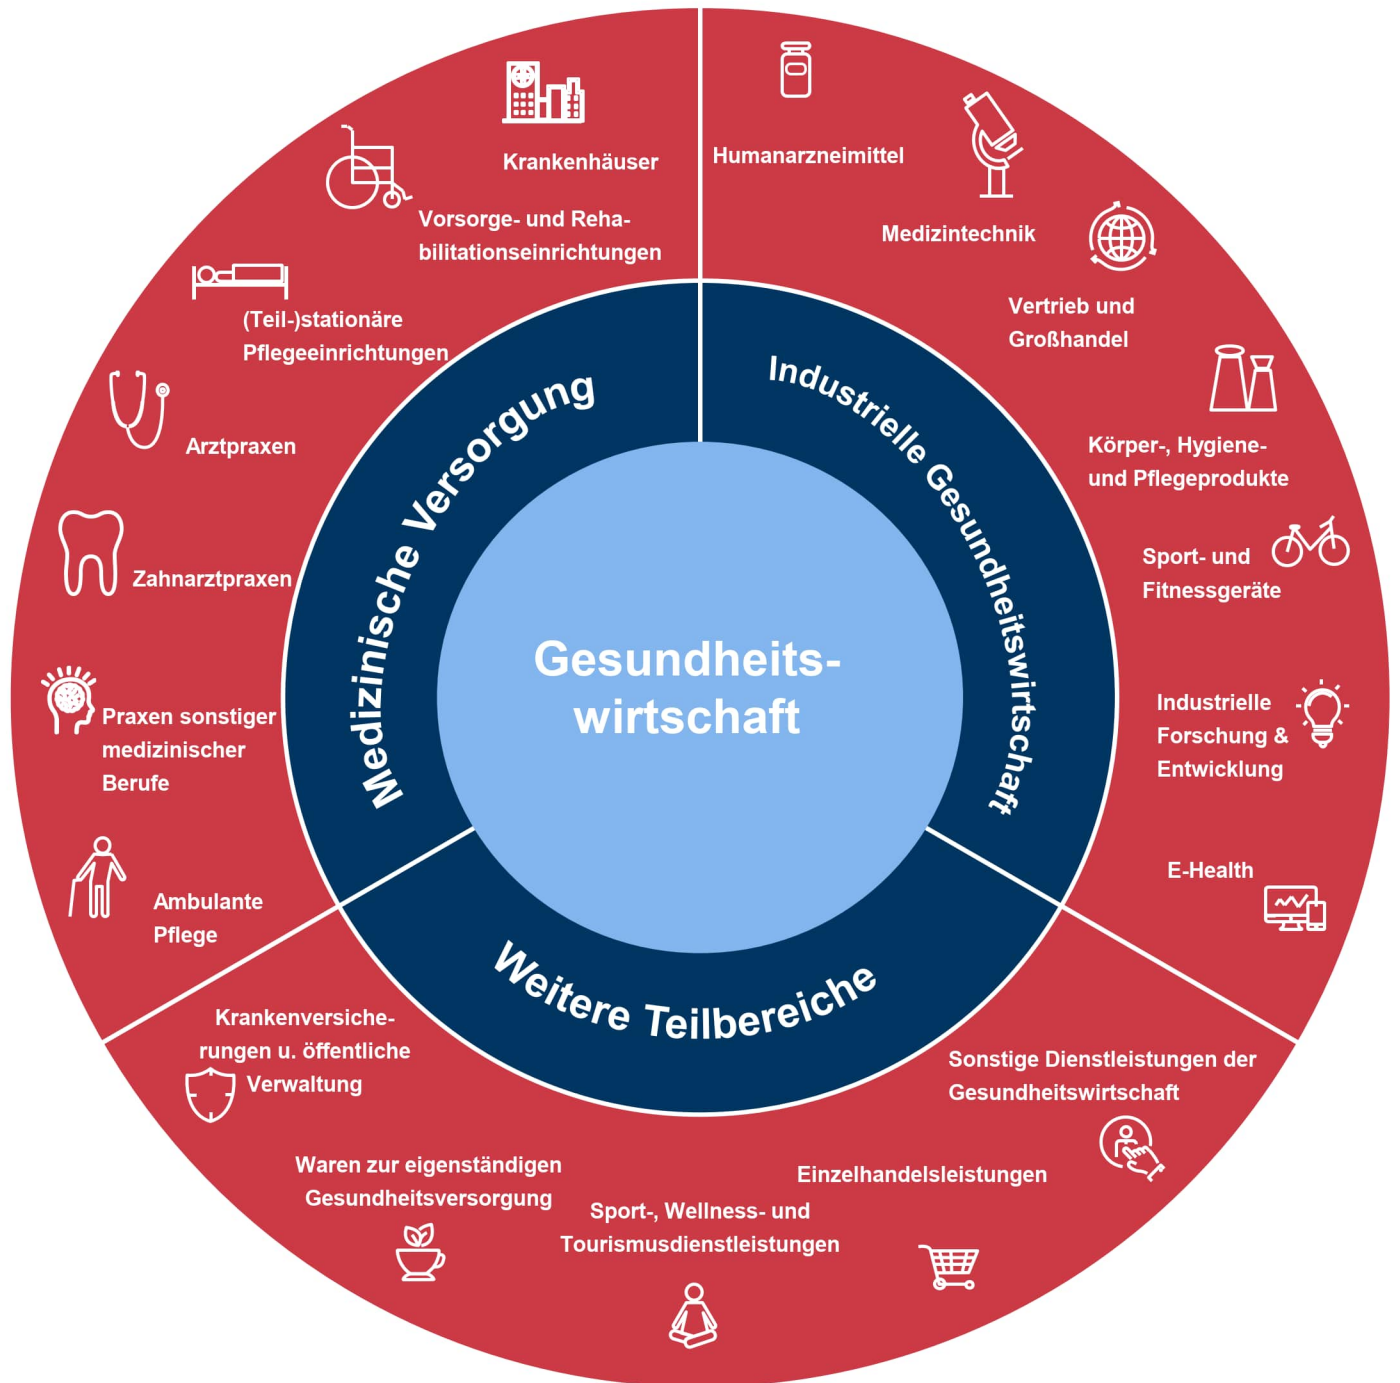 Gesundheits-
wirtschaft
Medizinische Versorgung
Industrielle Gesundheitswirtschaft
Weitere Teilbereiche
Krankenhäuser
Vorsorge- und Reha-
bilitationseinrichtungen
(Teil-)stationäre
Pflegeeinrichtungen
Arztpraxen
Zahnarztpraxen
Praxen sonstiger
medizinischer
Berufe
Ambulante
Pflege
Humanarzneimittel
Medizintechnik
Vertrieb und
Großhandel
Körper-, Hygiene-
und Pflegeprodukte
Sport- und
Fitnessgeräte
Industrielle
Forschung &
Entwicklung
E-Health
Krankenversiche-
rungen u. öffentliche
Verwaltung
Waren zur eigenständigen
Gesundheitsversorgung
Sport-, Wellness- und
Tourismusdienstleistungen
Einzelhandelsleistungen
Sonstige Dienstleistungen der
Gesundheitswirtschaft